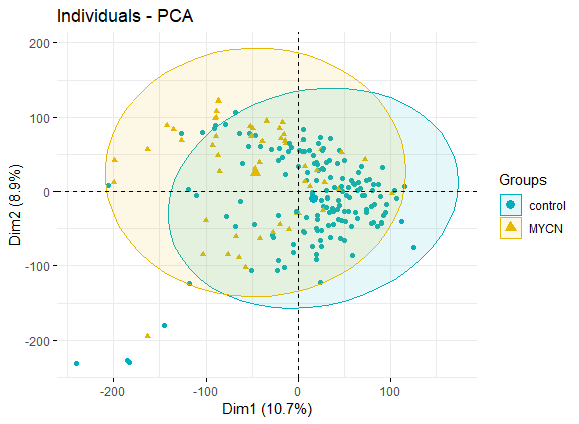 Individuals - PCA
200
100
0
-100
-200
Dim2 (8.9%)
-200 -100 0 100
Dim1 (10.7%)
Groups
control
MYCN